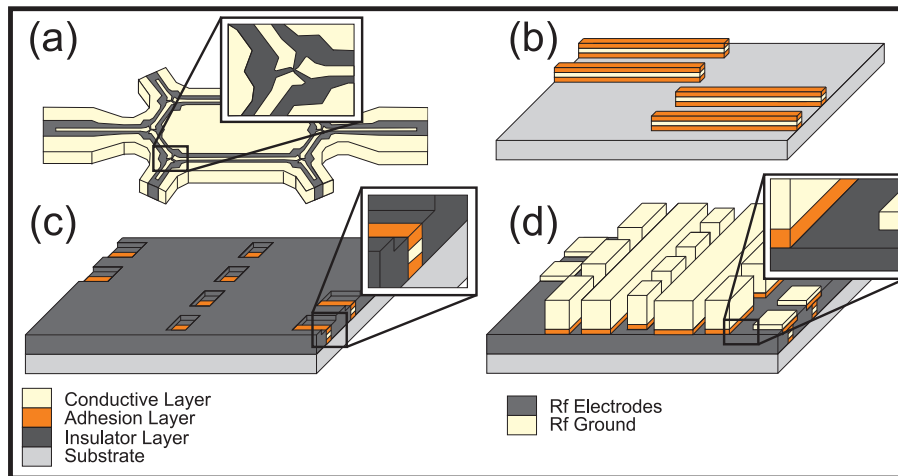 (a)
(b)
(c)
(d)
Conductive Layer
Adhesion Layer
Insulator Layer
Substrate
Rf Electrodes
Rf Ground